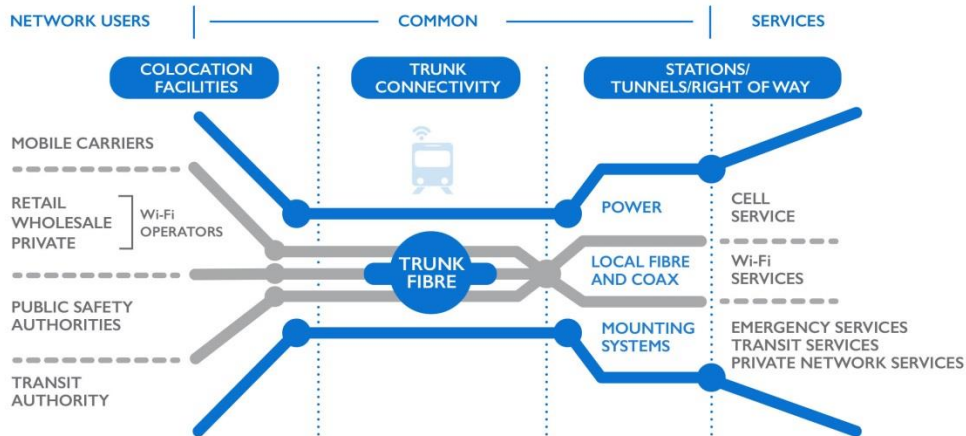 NETWORK USERS
COMMON
SERVICES
COLOCATION
FACILITIES
TRUNK
CONNECTIVITY
STATIONS/
TUNNELS/RIGHT OF WAY
MOBILE CARRIERS
RETAIL
WHOLESALE
PRIVATE
Wi-Fi
OPERATORS
PUBLIC SAFETY
AUTHORITIES
TRANSIT
AUTHORITY
TRUNK
FIBRE
POWER
LOCAL FIBRE
AND COAX
MOUNTING
SYSTEMS
CELL
SERVICE
Wi-Fi
SERVICES
EMERGENCY SERVICES
TRANSIT SERVICES
PRIVATE NETWORK SERVICES